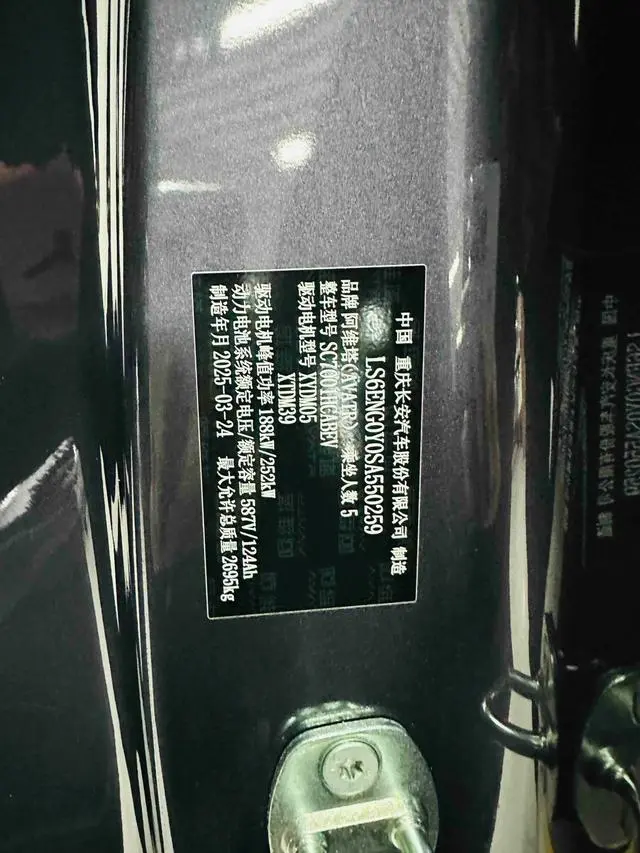 中国 重庆长安汽车股份有限公司 制造
LS6ENG0Y0SA550259
品牌 阿维塔(AVATR) 乘坐人数 5
整车型号 SC7001HCABEV
驱动电机型号 XYDM05
XTDM39
驱动电机峰值功率 188kW/252kW
动力电池系统额定电压/额定容量 587V/124Ah
制造年月 2025-03-24 最大允许总质量 2695kg